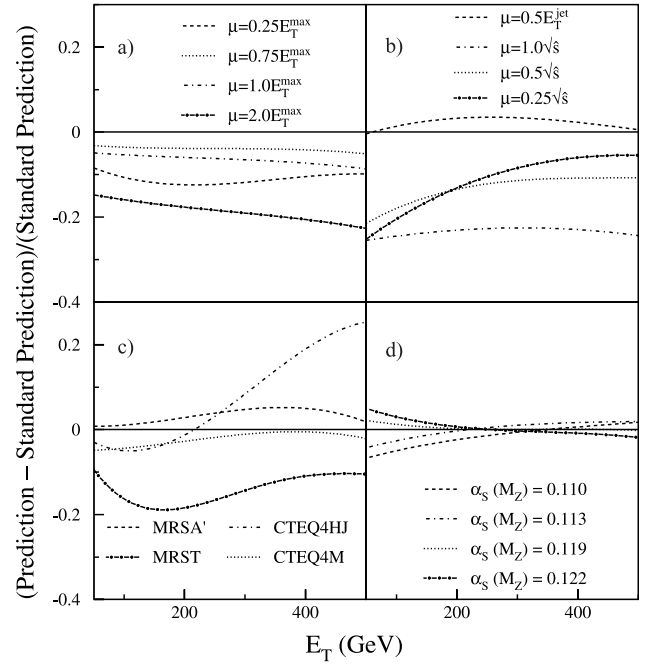 (Prediction − Standard Prediction)/(Standard Prediction)
a)
μ=0.25E_T^max
μ=0.75E_T^max
μ=1.0E_T^max
μ=2.0E_T^max
b)
μ=0.5E_T^jet
μ=1.0√ŝ
μ=0.5√ŝ
μ=0.25√ŝ
0.2
0
-0.2
-0.4
c)
MRSA' CTEQ4HJ
MRST CTEQ4M
d)
α_S (M_Z) = 0.110
α_S (M_Z) = 0.113
α_S (M_Z) = 0.119
α_S (M_Z) = 0.122
0.2
0
-0.2
-0.4
200 400 200 400
E_T (GeV)